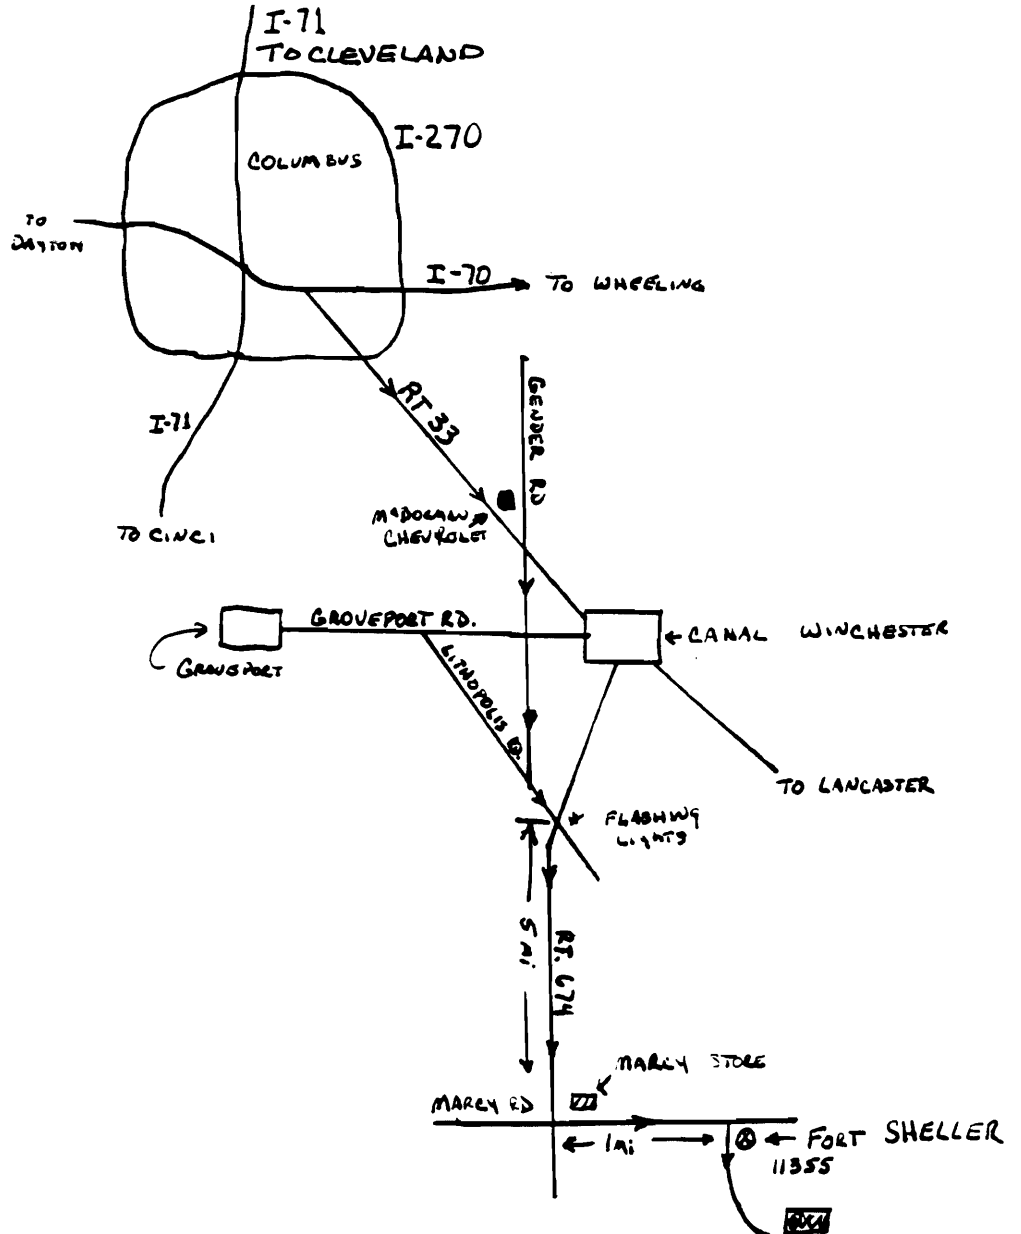 I-71
TO CLEVELAND
I-270
COLUMBUS
TO
DAYTON
I-70
TO WHEELING
RT 33
GENDER RD
I-71
TO CINCI
CHEVROLET
GROVEPORT RD.
CANAL WINCHESTER
GROVEPORT
LITHOPOLIS RD.
TO LANCASTER
FLASHING
LIGHTS
5 mi
RT. 674
MARCY STORE
MARCY RD
1 mi
FORT SHELLER
11355